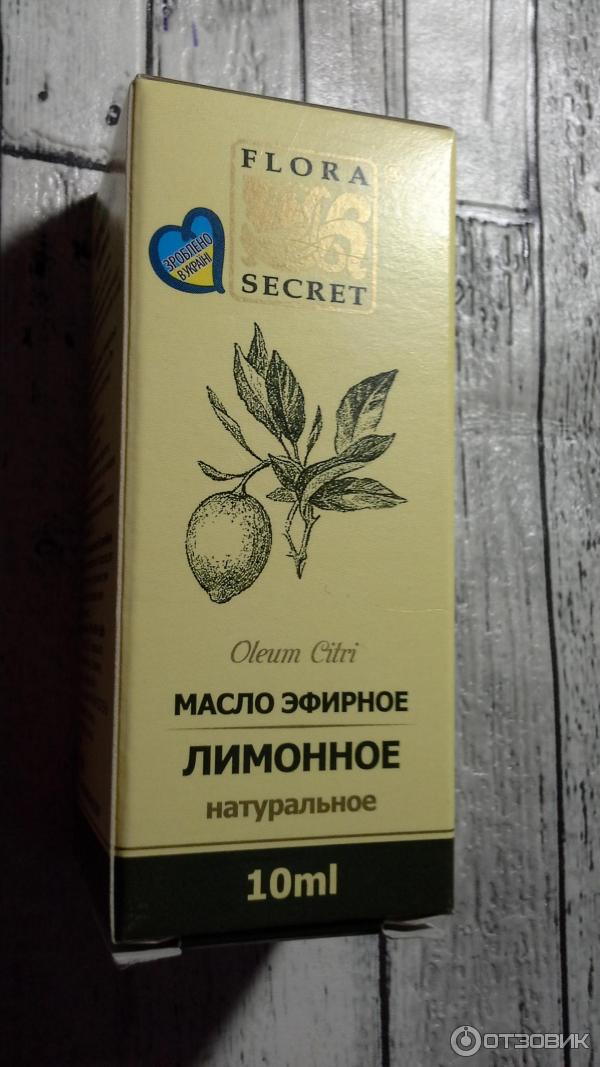 FLORA
®
SECRET
ЗРОБЛЕНО
В УКРАЇНІ
Oleum Citri
МАСЛО ЭФИРНОЕ
ЛИМОННОЕ
натуральное
10ml
ОТЗОВИК